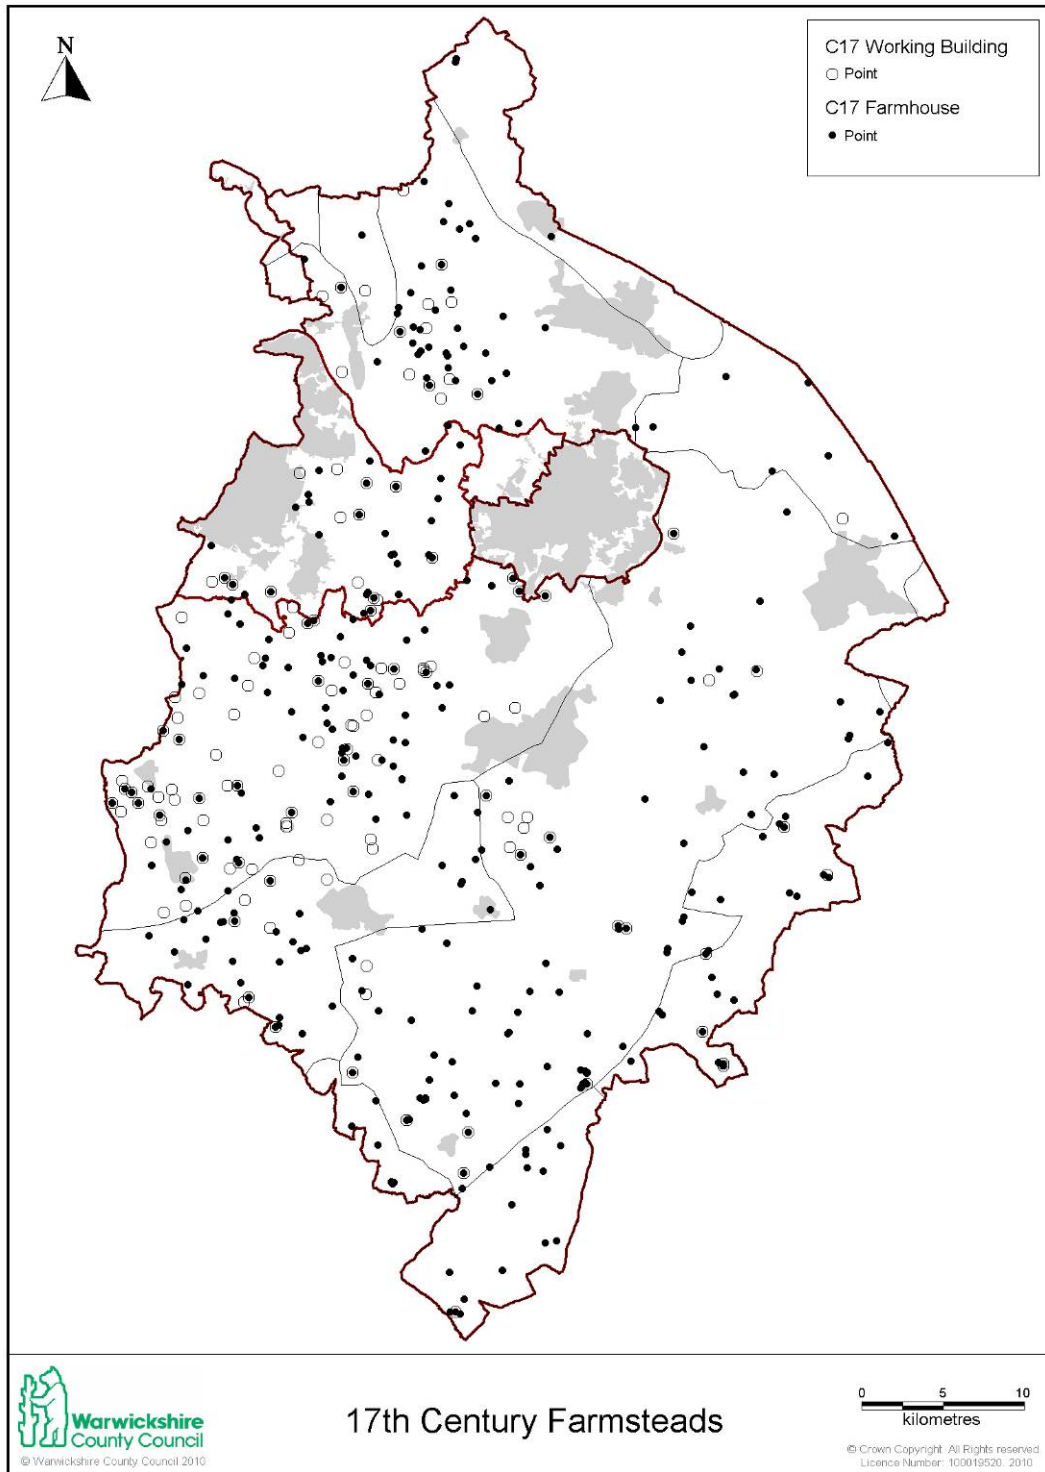 N
C17 Working Building
Point
C17 Farmhouse
Point
Warwickshire
County Council
© Warwickshire County Council 2010
17th Century Farmsteads
0 5 10
kilometres
© Crown Copyright. All Rights reserved
Licence Number: 100019520. 2010